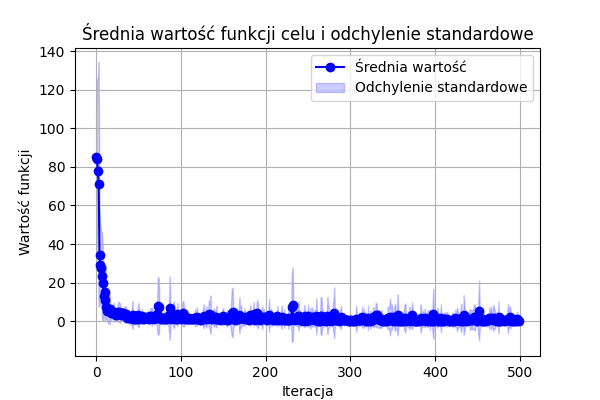 Średnia wartość funkcji celu i odchylenie standardowe
Średnia wartość
Odchylenie standardowe
Wartość funkcji
140
120
100
80
60
40
20
0
0 100 200 300 400 500
Iteracja